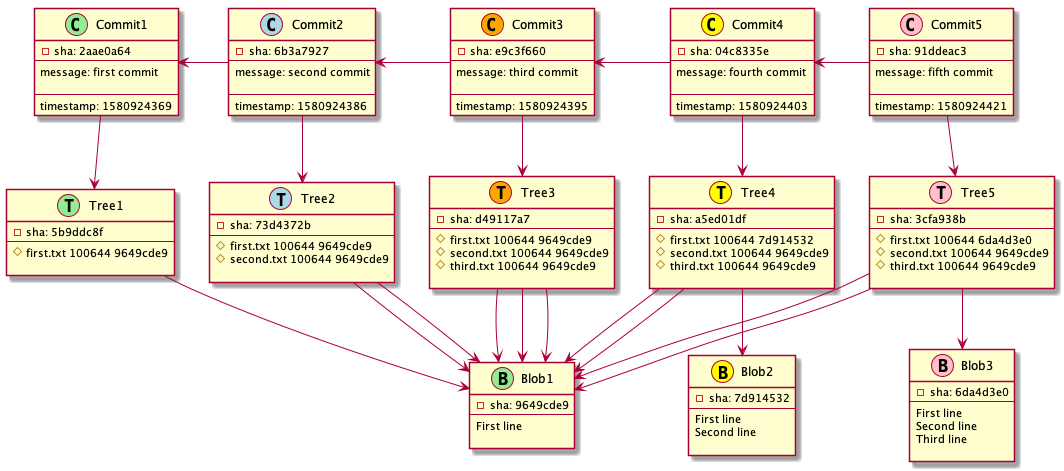 C Commit1
sha: 2aae0a64
message: first commit
timestamp: 1580924369
C Commit2
sha: 6b3a7927
message: second commit
timestamp: 1580924386
C Commit3
sha: e9c3f660
message: third commit
timestamp: 1580924395
C Commit4
sha: 04c8335e
message: fourth commit
timestamp: 1580924403
C Commit5
sha: 91ddeac3
message: fifth commit
timestamp: 1580924421
T Tree1
sha: 5b9ddc8f
first.txt 100644 9649cde9
T Tree2
sha: 73d4372b
first.txt 100644 9649cde9
second.txt 100644 9649cde9
T Tree3
sha: d49117a7
first.txt 100644 9649cde9
second.txt 100644 9649cde9
third.txt 100644 9649cde9
T Tree4
sha: a5ed01df
first.txt 100644 7d914532
second.txt 100644 9649cde9
third.txt 100644 9649cde9
T Tree5
sha: 3cfa938b
first.txt 100644 6da4d3e0
second.txt 100644 9649cde9
third.txt 100644 9649cde9
B Blob1
sha: 9649cde9
First line
B Blob2
sha: 7d914532
First line
Second line
B Blob3
sha: 6da4d3e0
First line
Second line
Third line